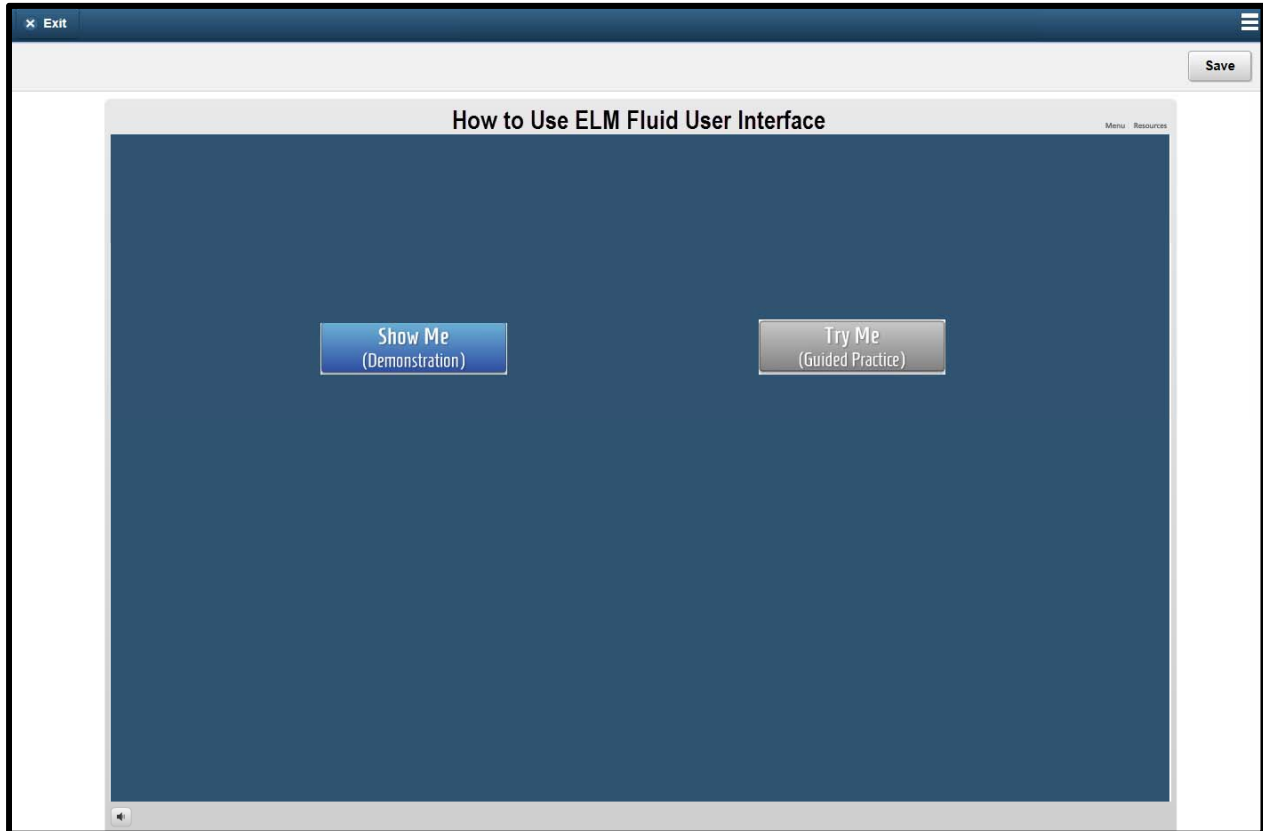 Exit
Save
How to Use ELM Fluid User Interface
Menu Resources
Show Me
(Demonstration)
Try Me
(Guided Practice)